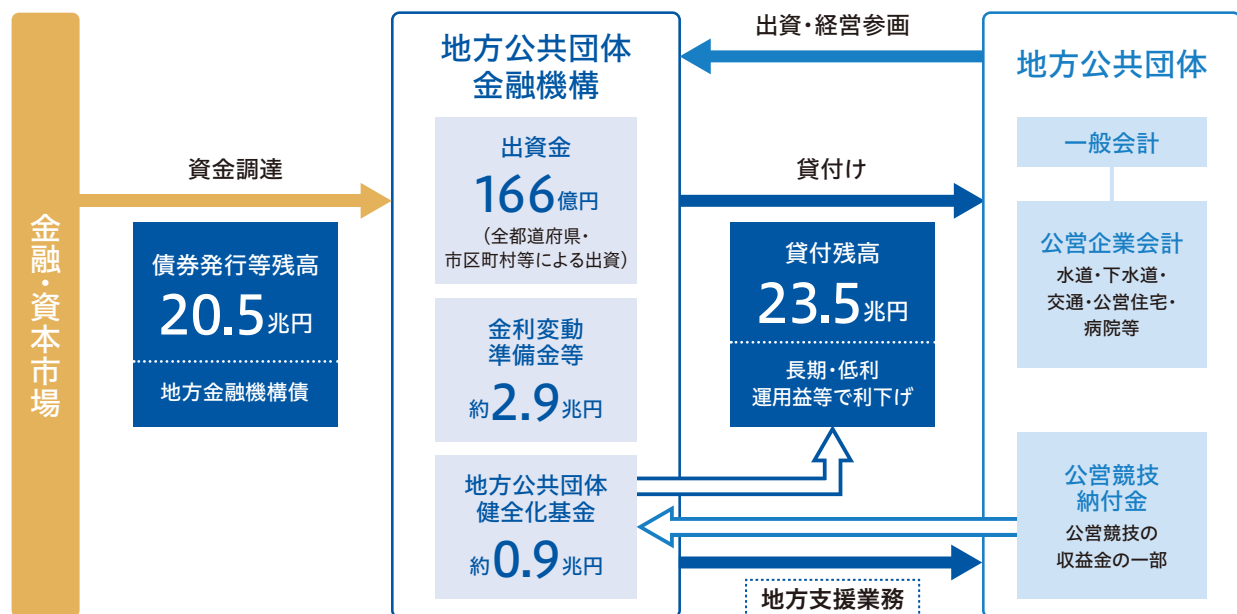 金融・資本市場
資金調達
債券発行等残高
20.5兆円
地方金融機構債
地方公共団体
金融機構
出資金
166億円
（全都道府県・
市区町村等による出資）
金利変動
準備金等
約2.9兆円
地方公共団体
健全化基金
約0.9兆円
出資・経営参画
貸付け
貸付残高
23.5兆円
長期・低利
運用益等で利下げ
地方支援業務
地方公共団体
一般会計
公営企業会計
水道・下水道・
交通・公営住宅・
病院等
公営競技
納付金
公営競技の
収益金の一部